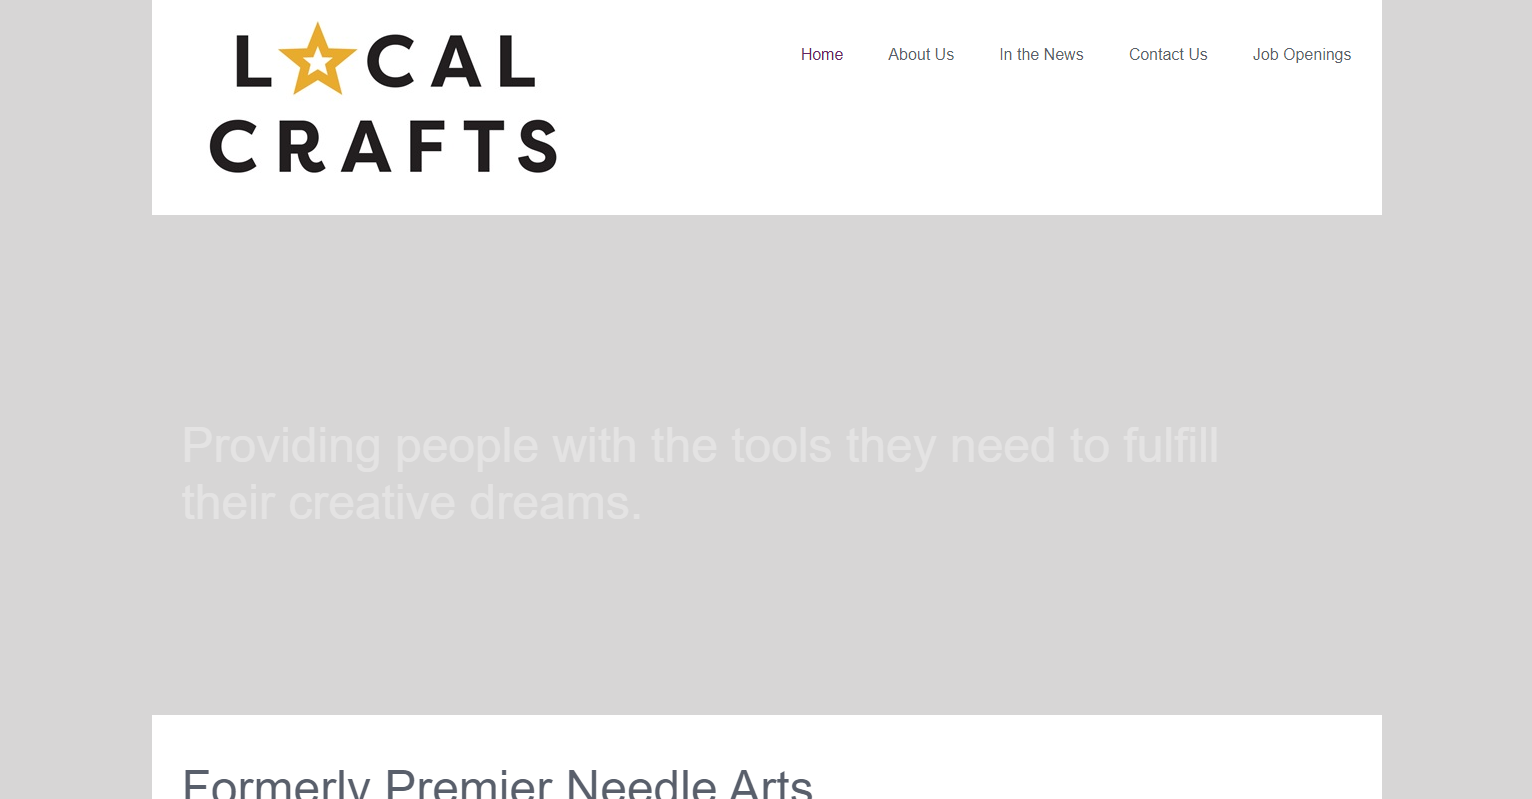 L CAL
CRAFTS
Home About Us In the News Contact Us Job Openings
Providing people with the tools they need to fulfill
their creative dreams.
Formerly Premier Needle Arts